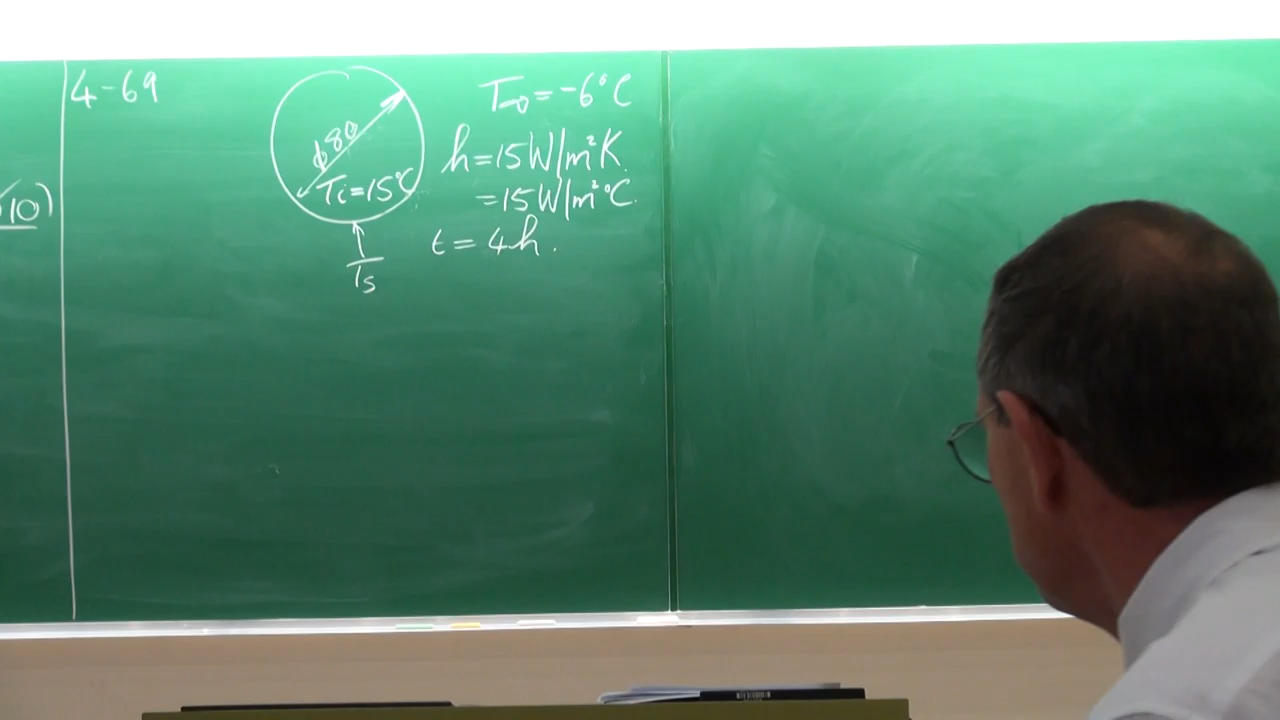 4-69
10)
φ80
Ti=15°C
Ts
T∞=-6°C
h=15W/m²K.
=15W/m²°C.
t=4h.